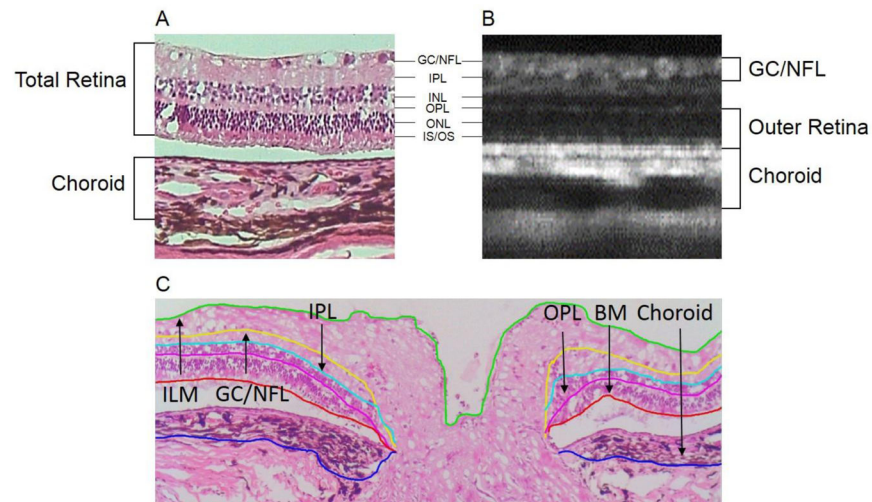 A
B
Total Retina
Choroid
GC/NFL
IPL
INL
OPL
ONL
IS/OS
GC/NFL
Outer Retina
Choroid
C
IPL
OPL BM Choroid
ILM GC/NFL